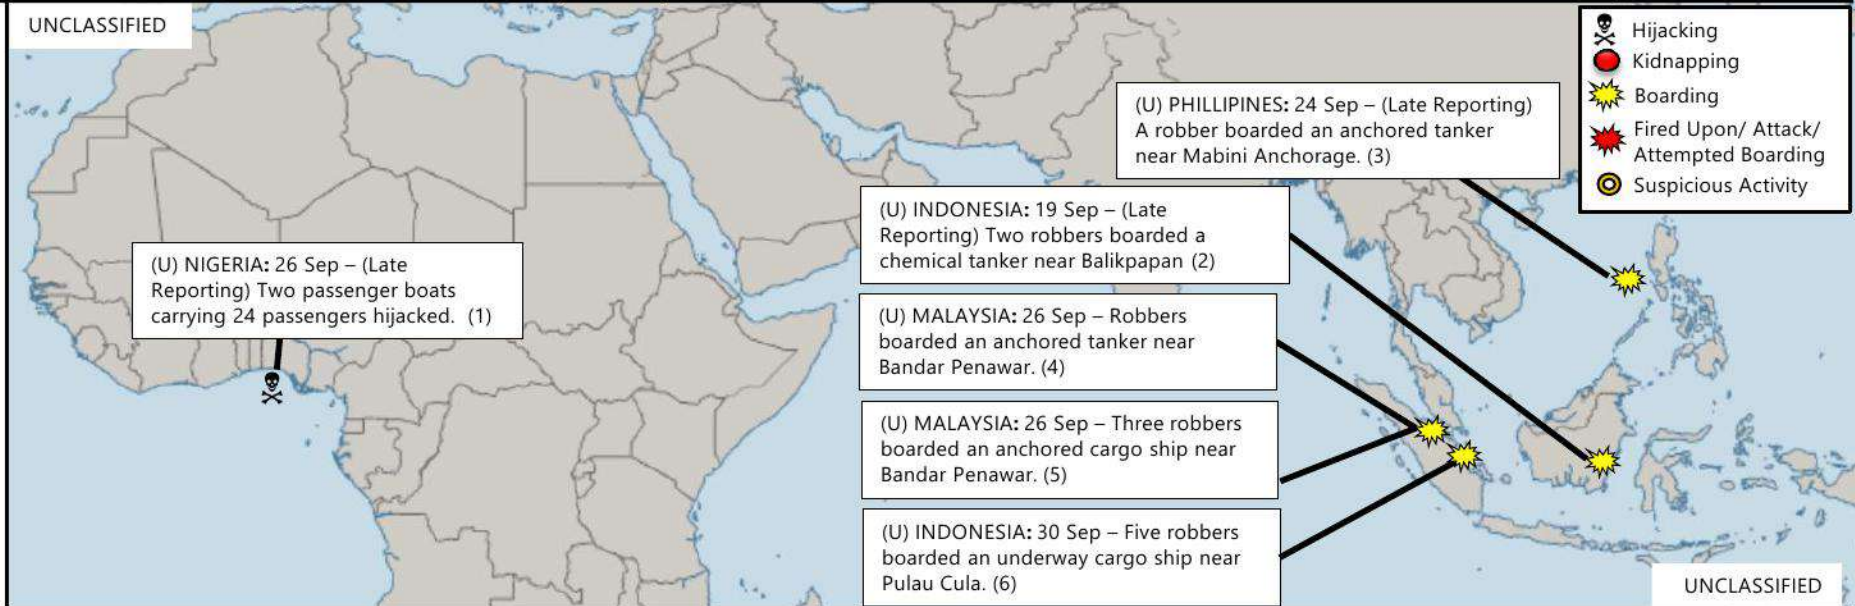 UNCLASSIFIED
Hijacking
Kidnapping
Boarding
Fired Upon/ Attack/
Attempted Boarding
Suspicious Activity
(U) PHILLIPINES: 24 Sep – (Late Reporting)
A robber boarded an anchored tanker
near Mabini Anchorage. (3)
(U) INDONESIA: 19 Sep – (Late
Reporting) Two robbers boarded a
chemical tanker near Balikpapan (2)
(U) NIGERIA: 26 Sep – (Late
Reporting) Two passenger boats
carrying 24 passengers hijacked. (1)
(U) MALAYSIA: 26 Sep – Robbers
boarded an anchored tanker near
Bandar Penawar. (4)
(U) MALAYSIA: 26 Sep – Three robbers
boarded an anchored cargo ship near
Bandar Penawar. (5)
(U) INDONESIA: 30 Sep – Five robbers
boarded an underway cargo ship near
Pulau Cula. (6)
UNCLASSIFIED